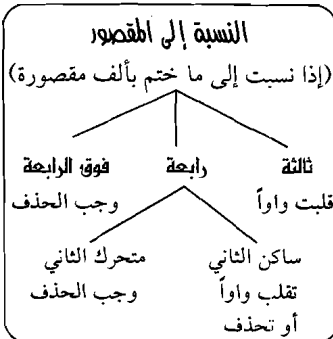 النسبة إلى المقصور
(إذا نسبت إلى ما ختم بألف مقصورة)
ثالثة رابعة فوق الرابعة
قلبت واواً وجب الحذف
ساكن الثاني متحرك الثاني
تقلب واواً وجب الحذف
أو تحذف